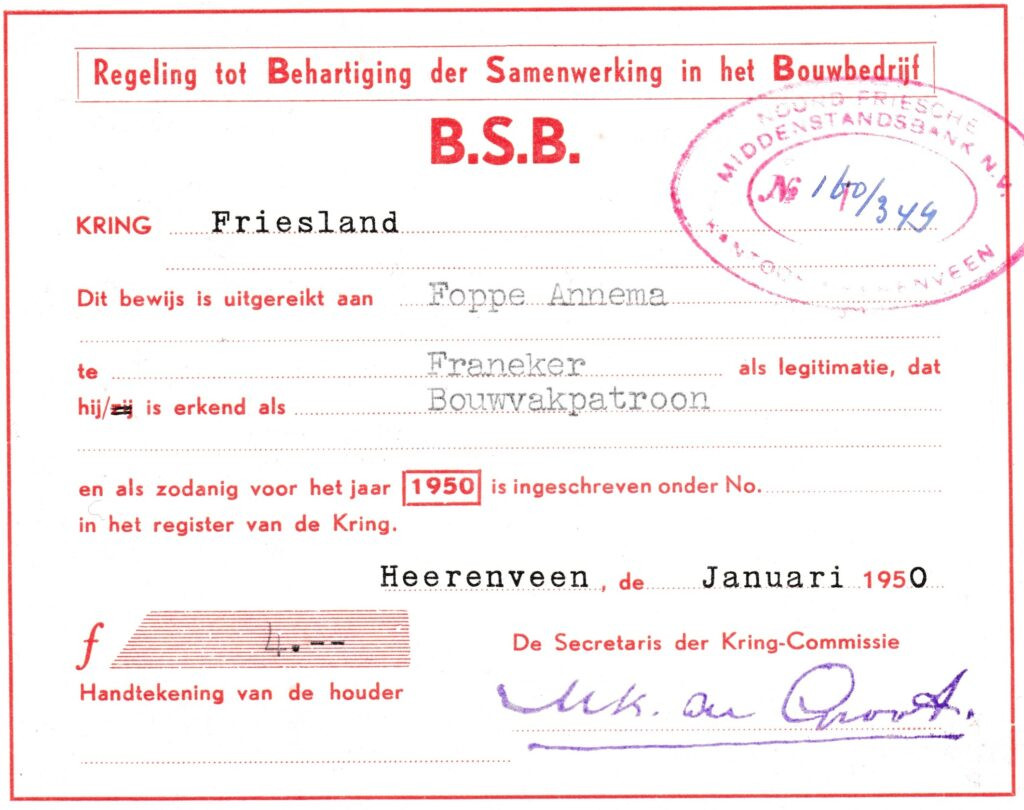 Regeling tot Behartiging der Samenwerking in het Bouwbedrijf
B.S.B.
NOORD FRIESCHE
MIDDENSTANDSBANK N.V.
No 160/349
KRING Friesland
Dit bewijs is uitgereikt aan Foppe Annema
te Franeker als legitimatie, dat
hij/zij is erkend als Bouwvakpatroon
en als zodanig voor het jaar 1950 is ingeschreven onder No.
in het register van de Kring.
Heerenveen, de Januari 1950
f 4.--
De Secretaris der Kring-Commissie
Handtekening van de houder